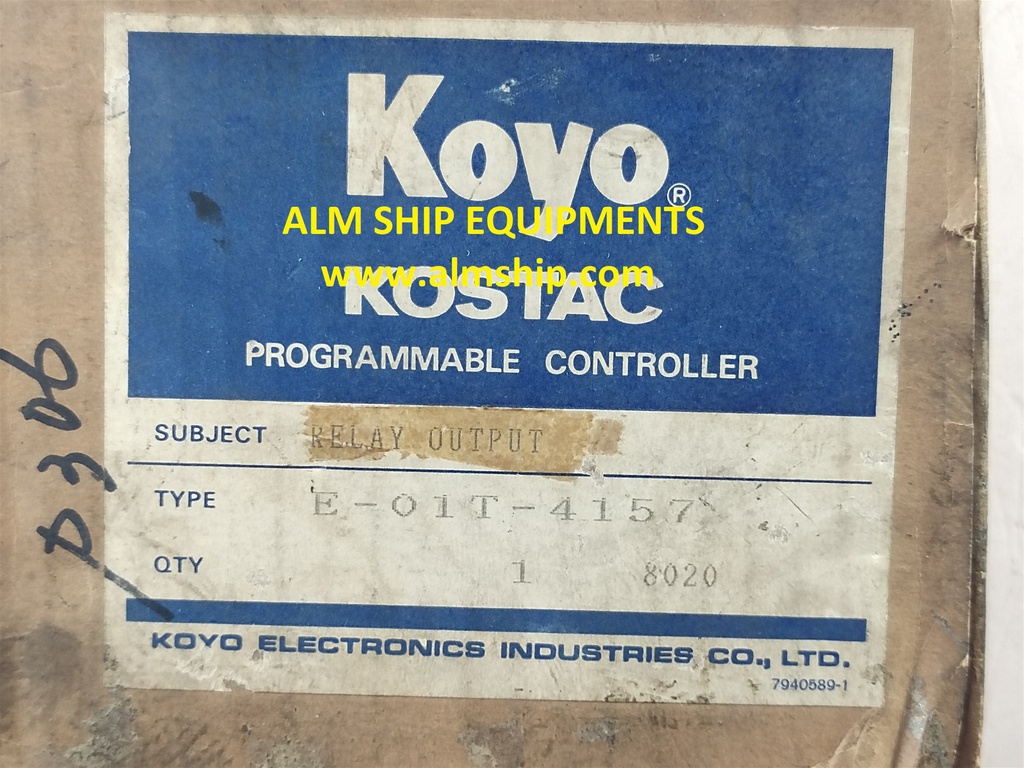 Koyo®
ALM SHIP EQUIPMENTS
www.almship.com
KOSTAC
PROGRAMMABLE CONTROLLER
SUBJECT RELAY OUTPUT
TYPE E-01T-4157
QTY 1 8020
KOYO ELECTRONICS INDUSTRIES CO., LTD.
7940589-1
D306